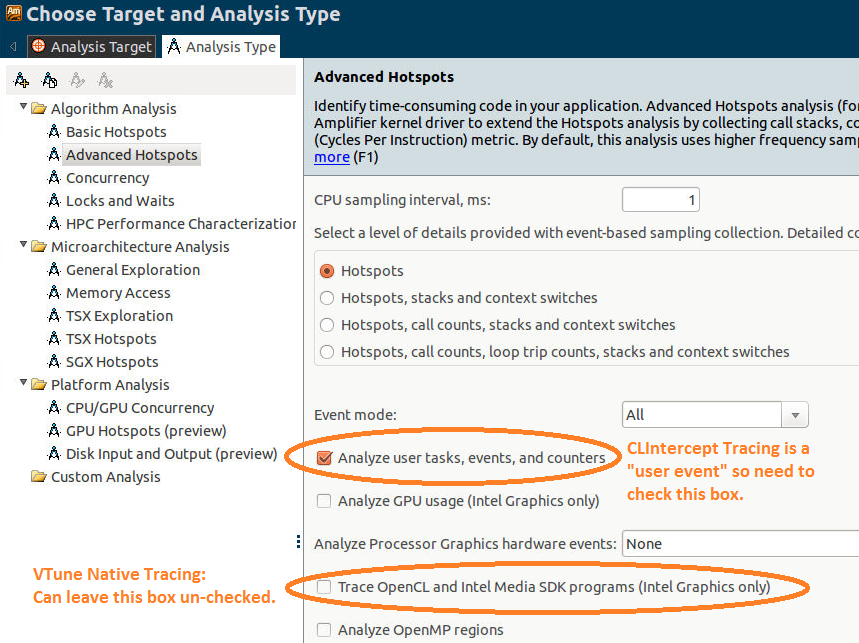 Am Choose Target and Analysis Type
Analysis Target
Analysis Type
Algorithm Analysis
Basic Hotspots
Advanced Hotspots
Concurrency
Locks and Waits
HPC Performance Characterization
Microarchitecture Analysis
General Exploration
Memory Access
TSX Exploration
TSX Hotspots
SGX Hotspots
Platform Analysis
CPU/GPU Concurrency
GPU Hotspots (preview)
Disk Input and Output (preview)
Custom Analysis
VTune Native Tracing:
Can leave this box un-checked.
Advanced Hotspots
Identify time-consuming code in your application. Advanced Hotspots analysis (fo
Amplifier kernel driver to extend the Hotspots analysis by collecting call stacks, co
(Cycles Per Instruction) metric. By default, this analysis uses higher frequency sam
more (F1)
CPU sampling interval, ms: 1
Select a level of details provided with event-based sampling collection. Detailed co
Hotspots
Hotspots, stacks and context switches
Hotspots, call counts, stacks and context switches
Hotspots, call counts, loop trip counts, stacks and context switches
Event mode: All
Analyze user tasks, events, and counters
CLIntercept Tracing is a
"user event" so need to
check this box.
Analyze GPU usage (Intel Graphics only)
Analyze Processor Graphics hardware events: None
Trace OpenCL and Intel Media SDK programs (Intel Graphics only)
Analyze OpenMP regions